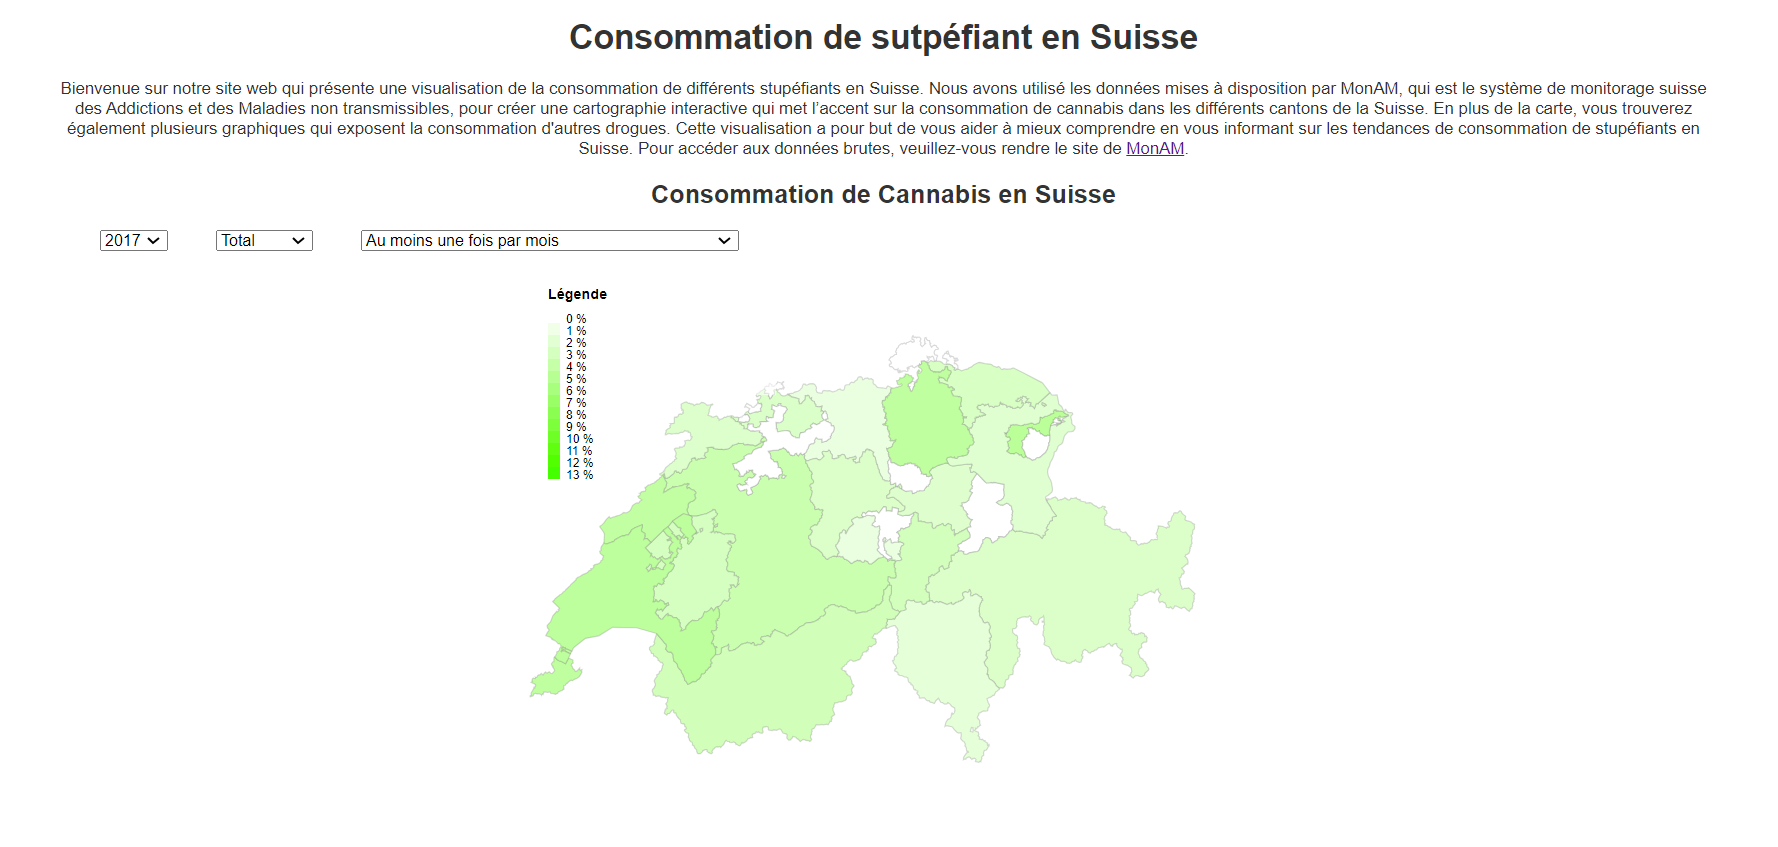 Consommation de sutpéfiant en Suisse
Bienvenue sur notre site web qui présente une visualisation de la consommation de différents stupéfiants en Suisse. Nous avons utilisé les données mises à disposition par MonAM, qui est le système de monitorage suisse
des Addictions et des Maladies non transmissibles, pour créer une cartographie interactive qui met l’accent sur la consommation de cannabis dans les différents cantons de la Suisse. En plus de la carte, vous trouverez
également plusieurs graphiques qui exposent la consommation d'autres drogues. Cette visualisation a pour but de vous aider à mieux comprendre en vous informant sur les tendances de consommation de stupéfiants en
Suisse. Pour accéder aux données brutes, veuillez-vous rendre le site de MonAM.
Consommation de Cannabis en Suisse
2017 Total Au moins une fois par mois
Légende
0 %
1 %
2 %
3 %
4 %
5 %
6 %
7 %
8 %
9 %
10 %
11 %
12 %
13 %